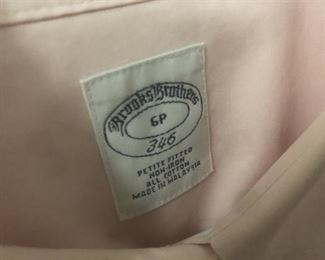 Brooks Brothers
6P
346
PETITE FITTED
NON-IRON
ALL COTTON
MADE IN MALAYSIA